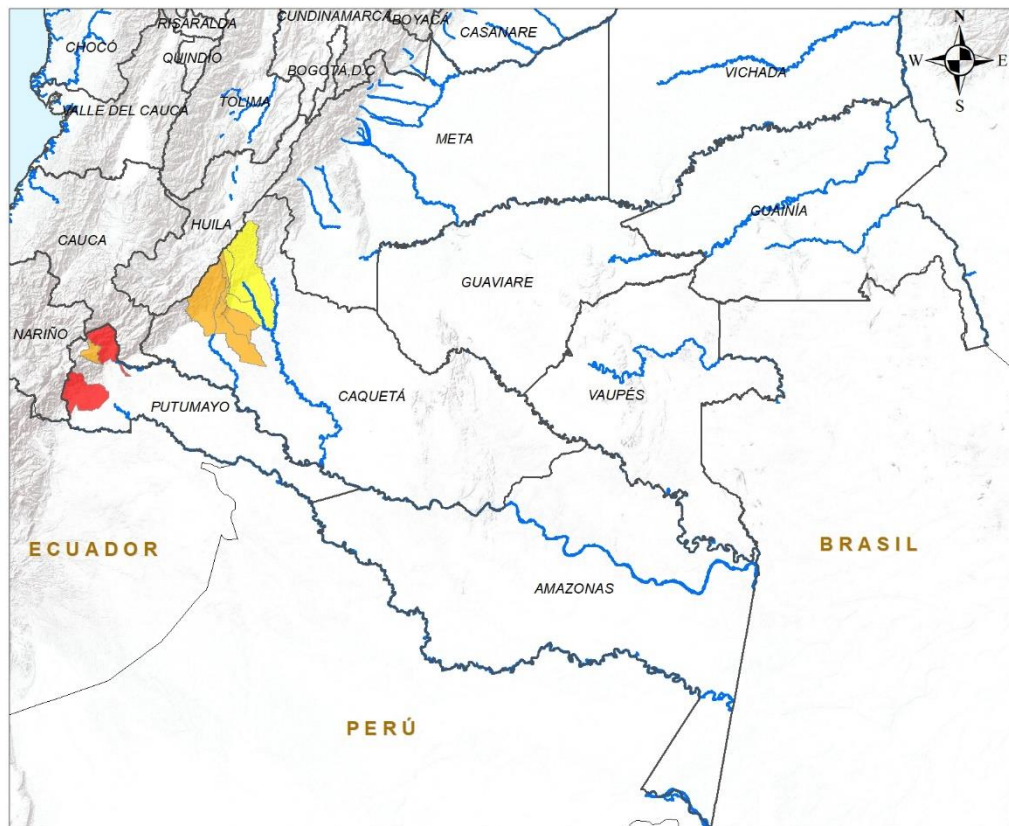 RISARALDA
CUNDINAMARCA
BOYACÁ
CASANARE
N
CHOCÓ
QUINDIO
BOGOTÁ D.C
VICHADA
W
E
S
VALLE DEL CAUCA
TOLIMA
META
GUAINÍA
HUILA
CAUCA
GUAVIARE
NARIÑO
CAQUETÁ
VAUPÉS
PUTUMAYO
ECUADOR
BRASIL
AMAZONAS
PERÚ